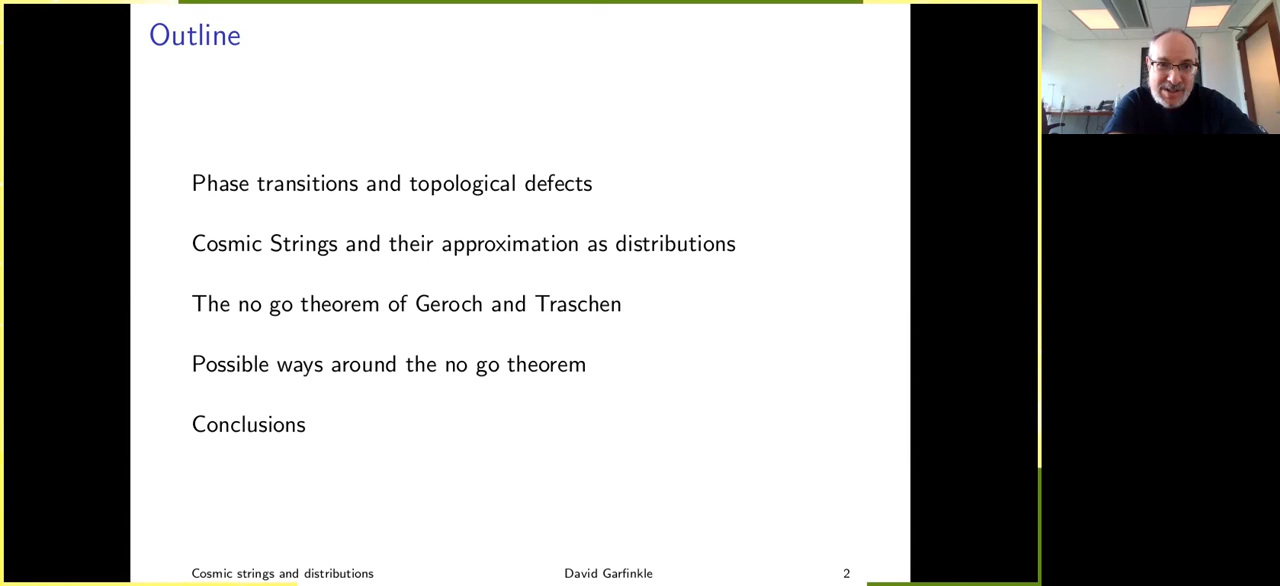 Outline
Phase transitions and topological defects
Cosmic Strings and their approximation as distributions
The no go theorem of Geroch and Traschen
Possible ways around the no go theorem
Conclusions
Cosmic strings and distributions David Garfinkle 2